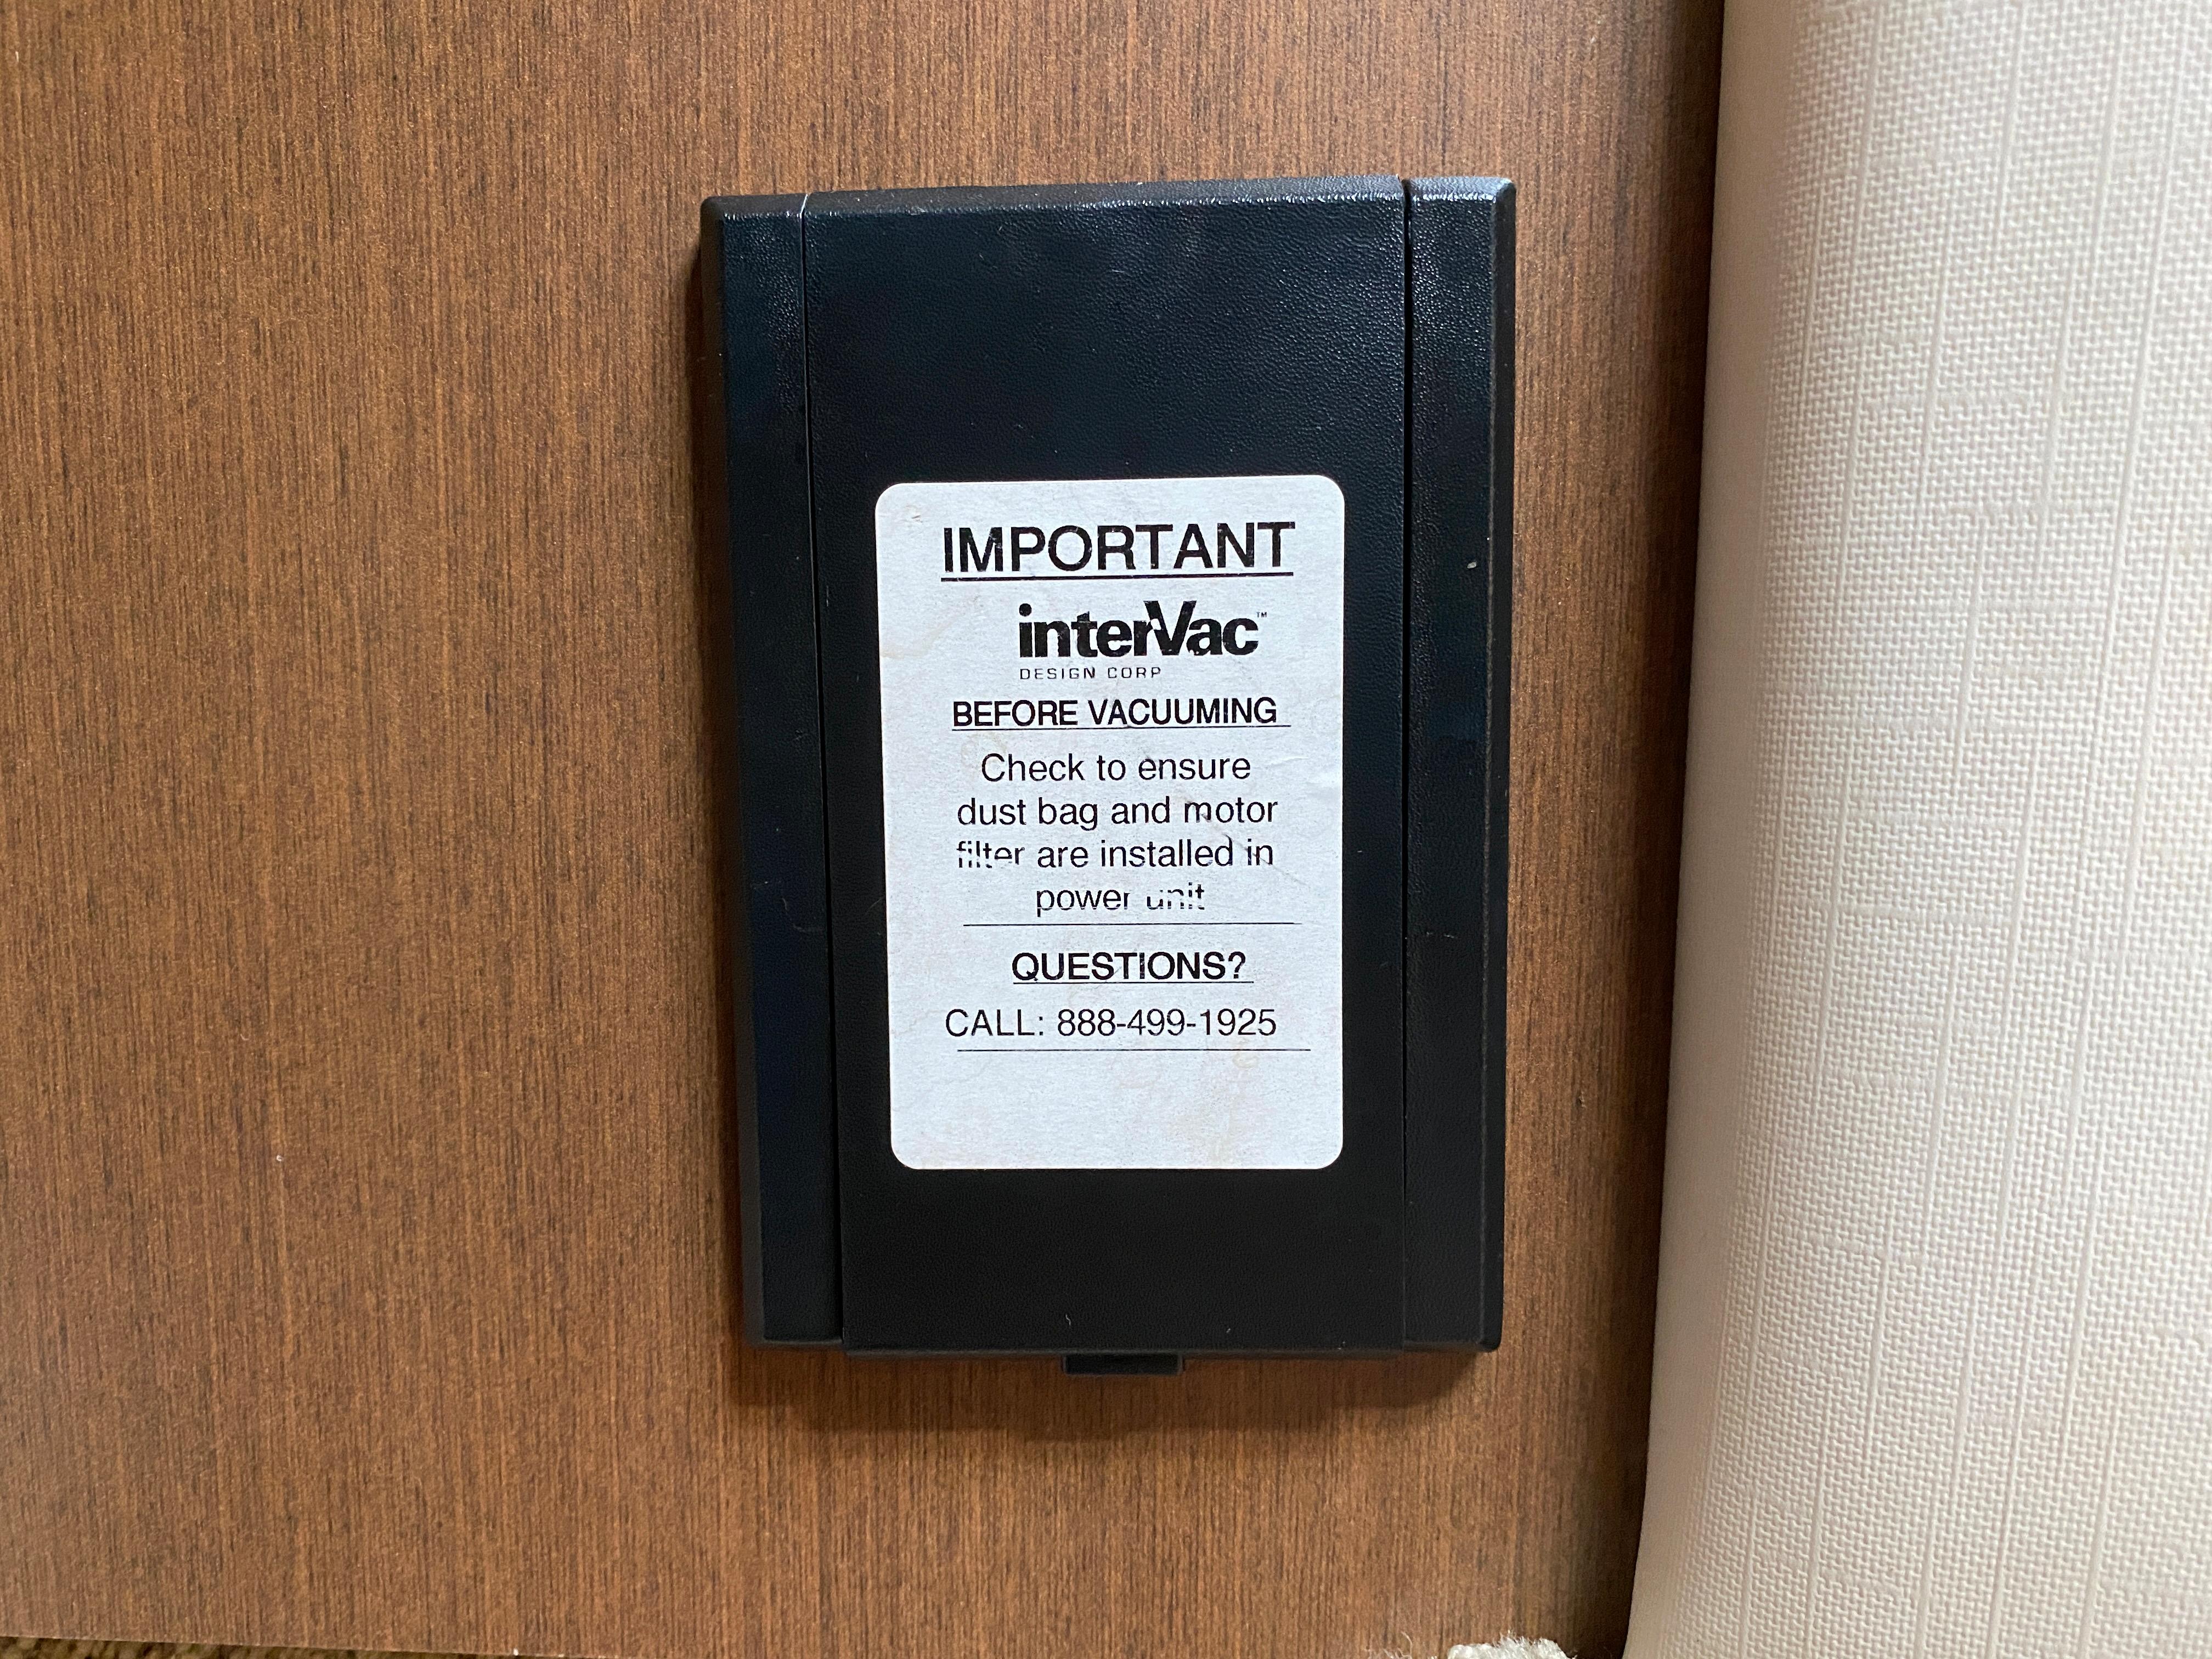 IMPORTANT
interVac™
DESIGN CORP
BEFORE VACUUMING
Check to ensure
dust bag and motor
filter are installed in
power unit
QUESTIONS?
CALL: 888-499-1925